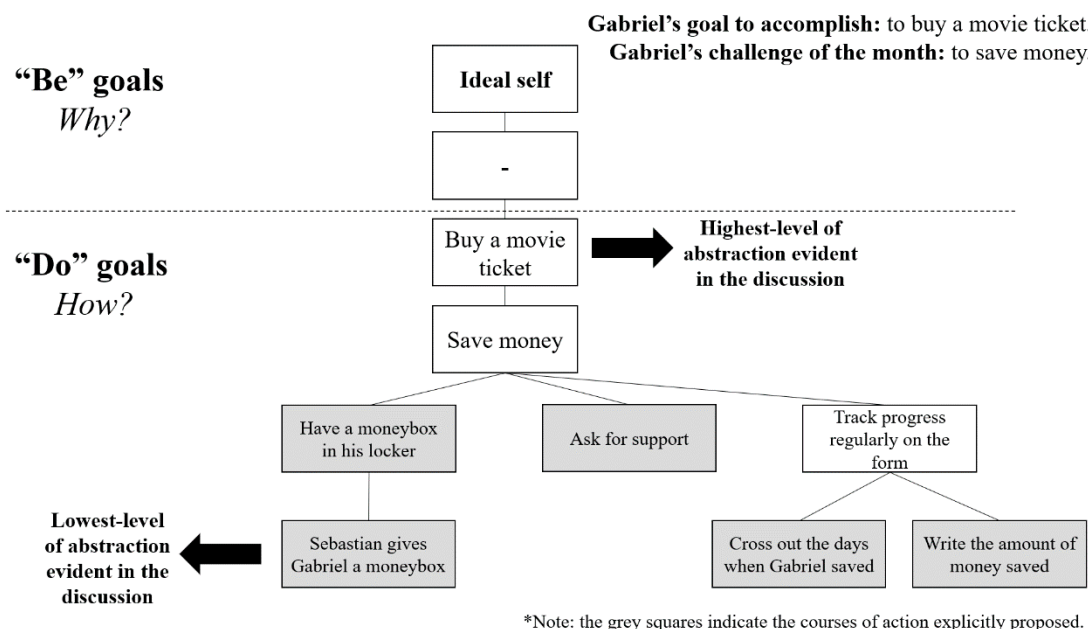 Gabriel’s goal to accomplish: to buy a movie ticket.
Gabriel’s challenge of the month: to save money.
“Be” goals
Why?
Ideal self
-
“Do” goals
How?
Buy a movie
ticket
Highest-level of
abstraction evident
in the discussion
Save money
Have a moneybox
in his locker
Ask for support
Track progress
regularly on the
form
Lowest-level
of abstraction
evident in the
discussion
Sebastian gives
Gabriel a moneybox
Cross out the days
when Gabriel saved
Write the amount of
money saved
*Note: the grey squares indicate the courses of action explicitly proposed.